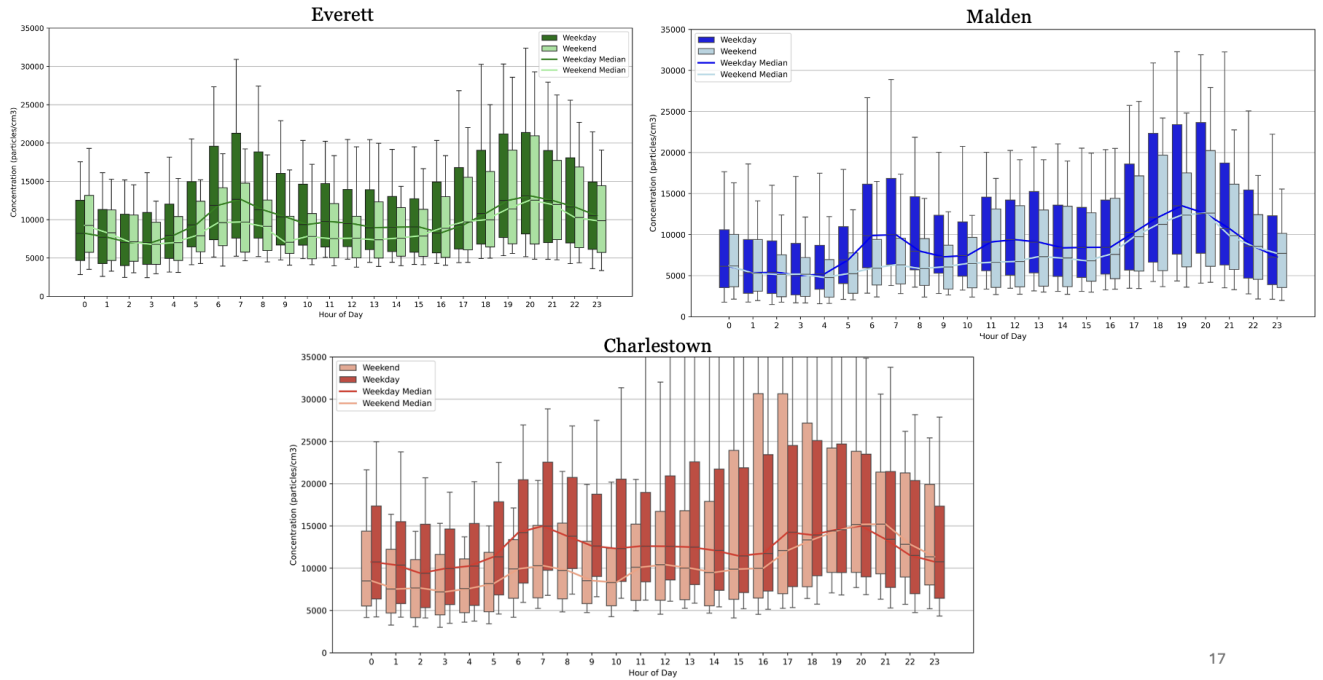 Everett
Concentration (particles/cm3)
35000
30000
25000
20000
15000
10000
5000
0
Weekday
Weekend
Weekday Median
Weekend Median
0 1 2 3 4 5 6 7 8 9 10 11 12 13 14 15 16 17 18 19 20 21 22 23
Hour of Day
Malden
Concentration (particles/cm3)
35000
30000
25000
20000
15000
10000
5000
0
Weekday
Weekend
Weekday Median
Weekend Median
0 1 2 3 4 5 6 7 8 9 10 11 12 13 14 15 16 17 18 19 20 21 22 23
Hour of Day
Charlestown
Concentration (particles/cm3)
35000
30000
25000
20000
15000
10000
5000
0
Weekend
Weekday
Weekday Median
Weekend Median
0 1 2 3 4 5 6 7 8 9 10 11 12 13 14 15 16 17 18 19 20 21 22 23
Hour of Day
17